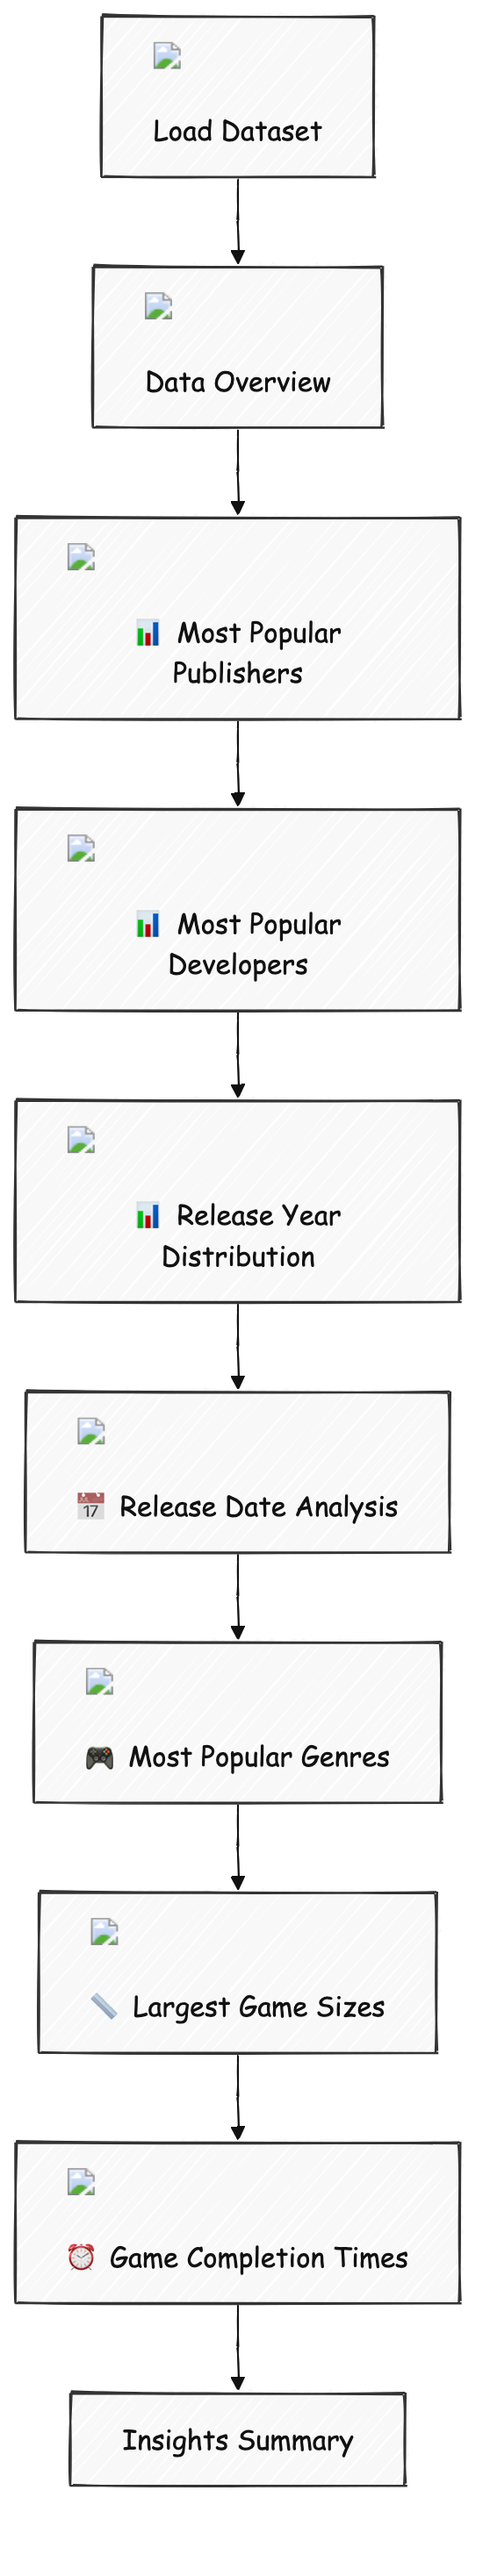 Load Dataset
Data Overview
📊 Most Popular
Publishers
📊 Most Popular
Developers
📊 Release Year
Distribution
📅 Release Date Analysis
🎮 Most Popular Genres
📏 Largest Game Sizes
⏰ Game Completion Times
Insights Summary